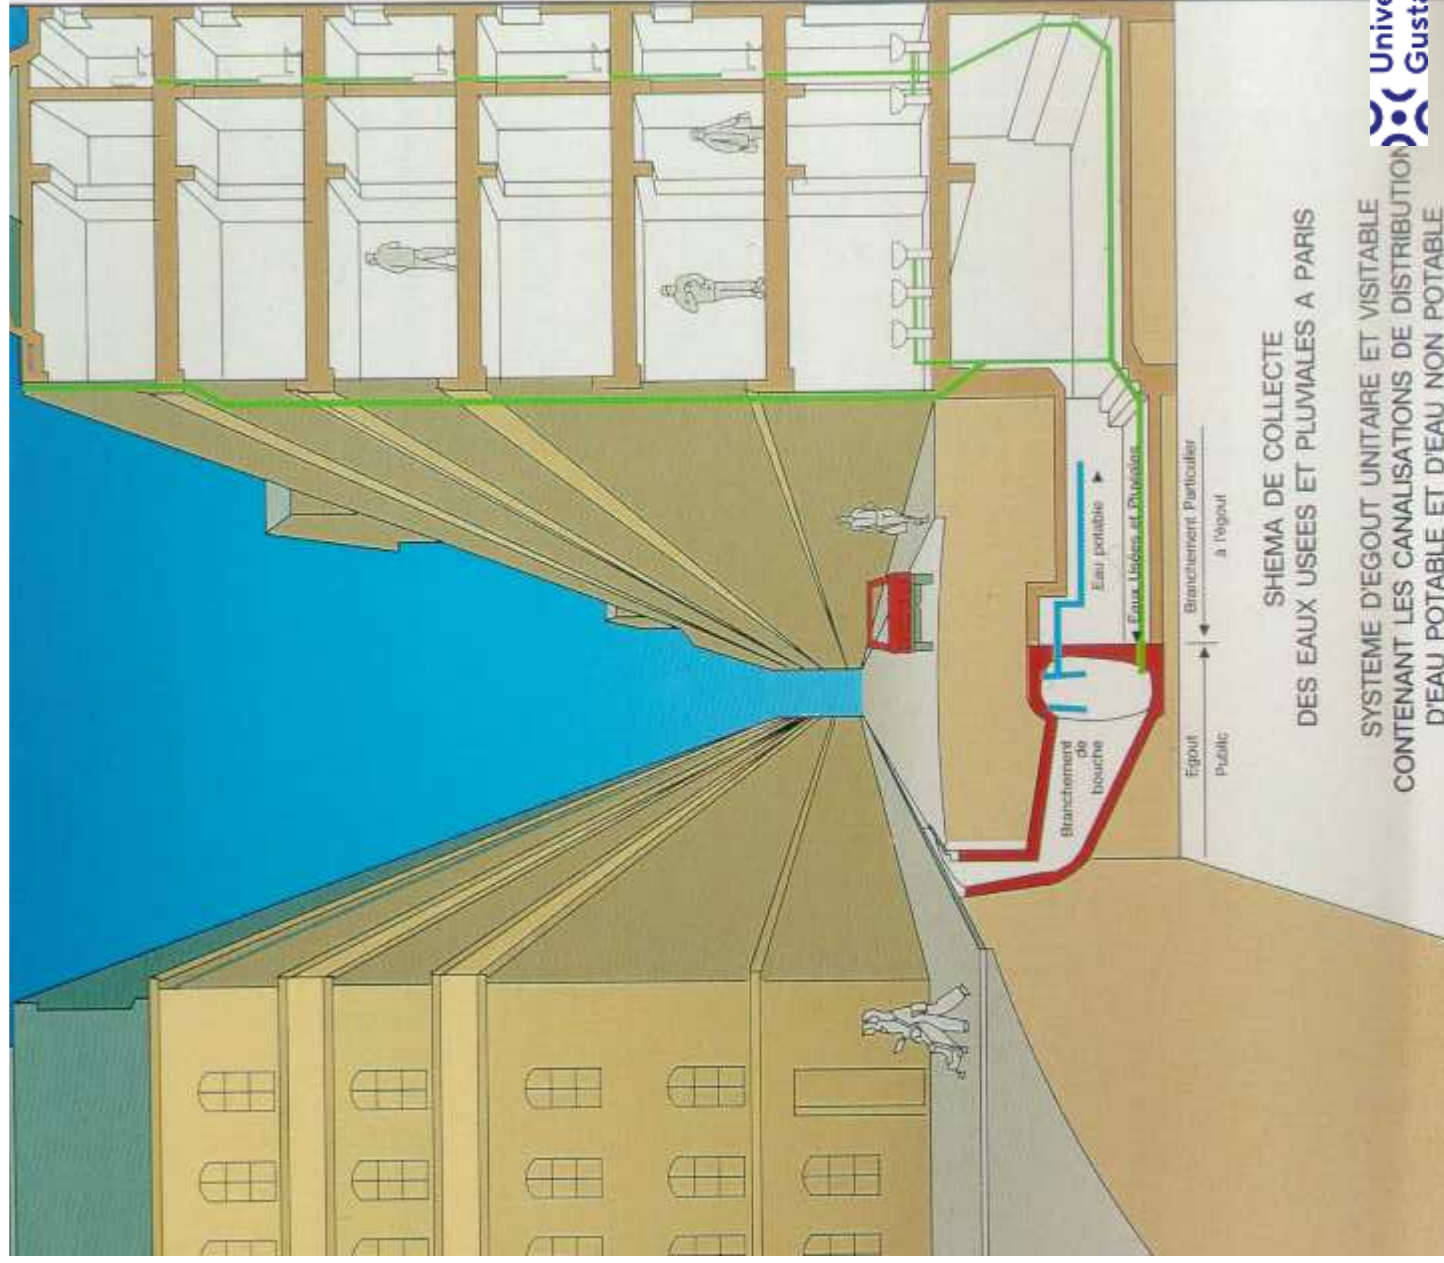 Eau potable
Eaux Usées et Pluviales
Branchement
de
bouche
Egout
Public
Branchement Particulier
à l'égout
SHEMA DE COLLECTE
DES EAUX USEES ET PLUVIALES A PARIS
SYSTEME D'EGOUT UNITAIRE ET VISITABLE
CONTENANT LES CANALISATIONS DE DISTRIBUTION
D'EAU POTABLE ET D'EAU NON POTABLE